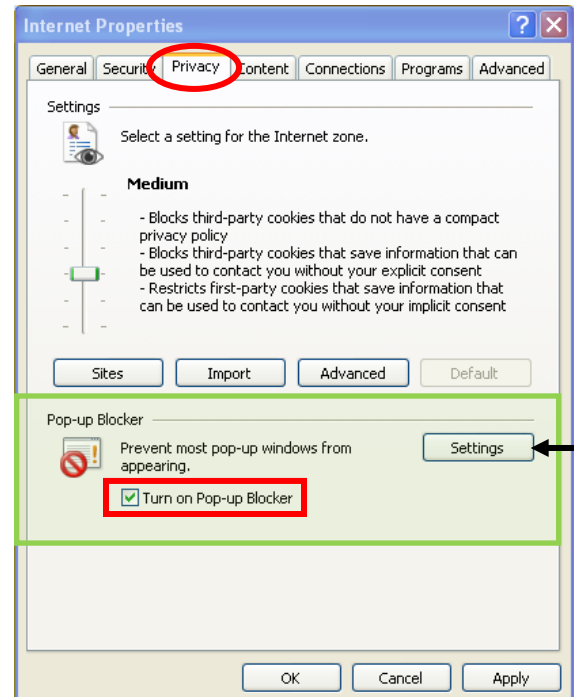 Internet Properties
General Security Privacy Content Connections Programs Advanced
Settings
Select a setting for the Internet zone.
Medium
- Blocks third-party cookies that do not have a compact
privacy policy
- Blocks third-party cookies that save information that can
be used to contact you without your explicit consent
- Restricts first-party cookies that save information that
can be used to contact you without your implicit consent
Sites Import Advanced Default
Pop-up Blocker
Prevent most pop-up windows from Settings
appearing.
Turn on Pop-up Blocker
OK Cancel Apply